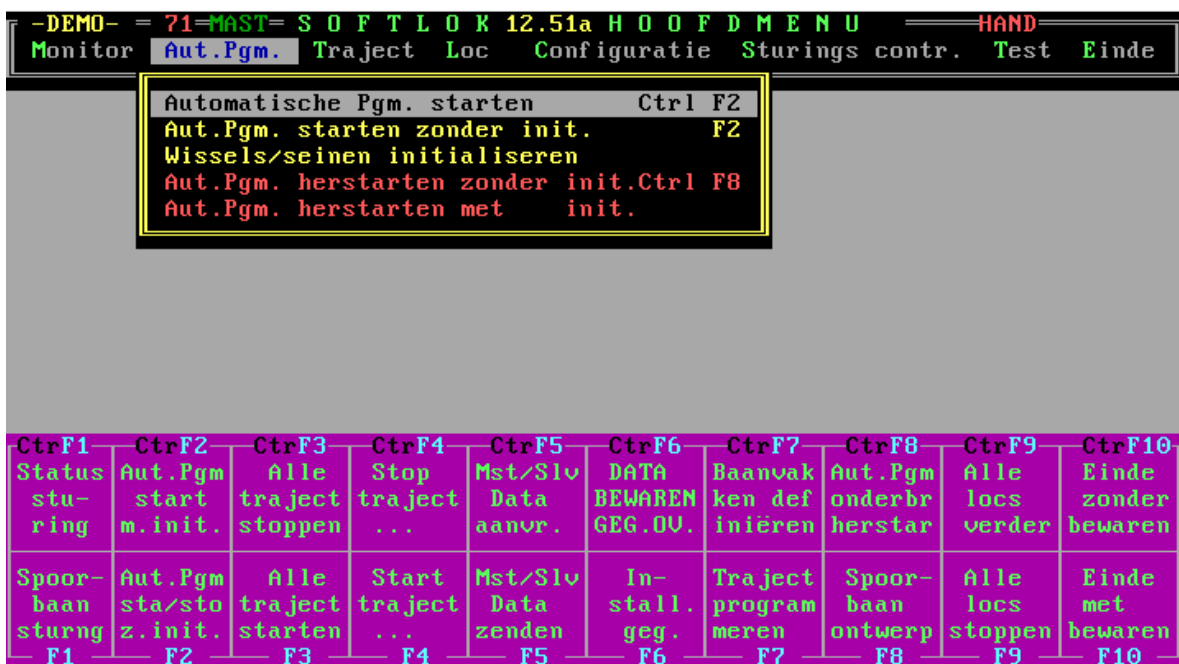 -DEMO- = 71=MAST= S O F T L O K 12.51a H O O F D M E N U HAND
Monitor Aut.Pgm. Traject Loc Configuratie Sturings contr. Test Einde
Automatische Pgm. starten Ctrl F2
Aut.Pgm. starten zonder init. F2
Wissels/seinen initialiseren
Aut.Pgm. herstarten zonder init.Ctrl F8
Aut.Pgm. herstarten met init.
CtrF1 CtrF2 CtrF3 CtrF4 CtrF5 CtrF6 CtrF7 CtrF8 CtrF9 CtrF10
Status Aut.Pgm Alle Stop Mst/Slv DATA Baanvak Aut.Pgm Alle Einde
stu- start traject traject Data BEWAREN ken def onderbr locs zonder
ring m.init. stoppen ... aanvr. GEG.OV. iniëren herstar verder bewaren
Spoor- Aut.Pgm Alle Start Mst/Slv In- Traject Spoor- Alle Einde
baan sta/sto traject traject Data stall. program baan locs met
sturng z.init. starten ... zenden geg. meren ontwerp stoppen bewaren
F1 F2 F3 F4 F5 F6 F7 F8 F9 F10